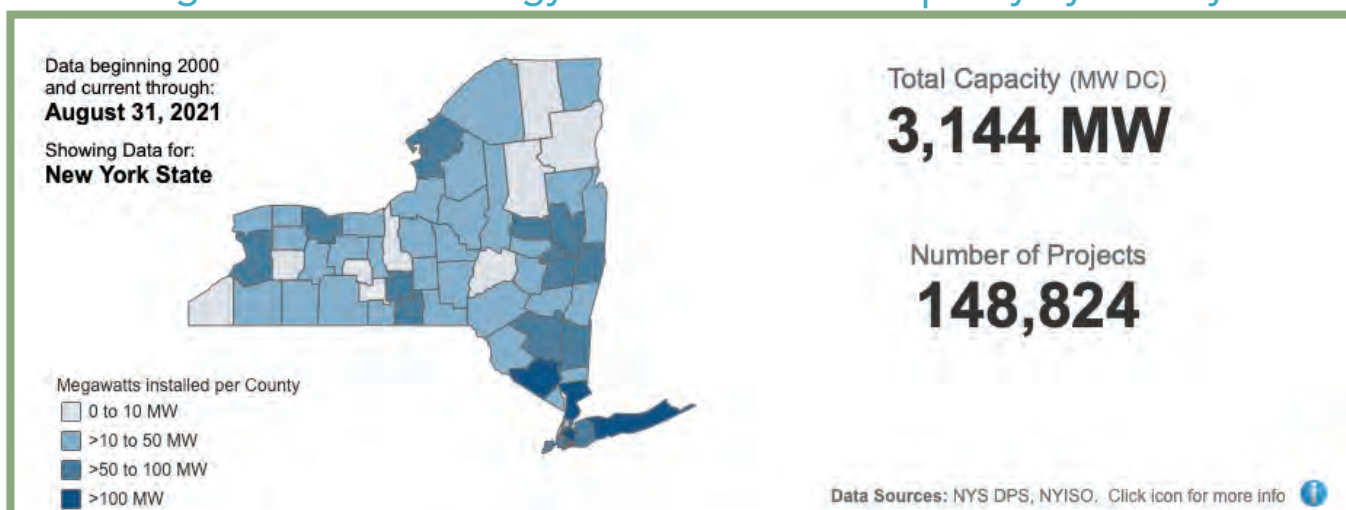 Data beginning 2000
and current through:
August 31, 2021
Showing Data for:
New York State
Total Capacity (MW DC)
3,144 MW
Number of Projects
148,824
Megawatts installed per County
0 to 10 MW
>10 to 50 MW
>50 to 100 MW
>100 MW
Data Sources: NYS DPS, NYISO. Click icon for more info